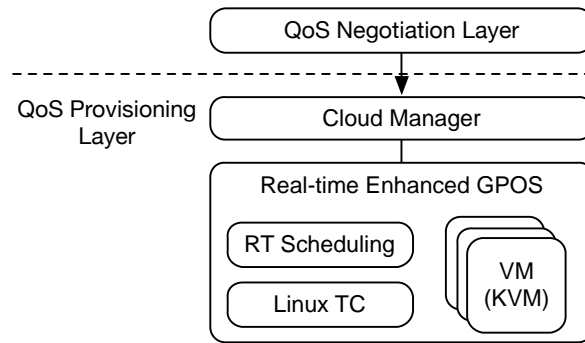 QoS Negotiation Layer
QoS Provisioning
Layer
Cloud Manager
Real-time Enhanced GPOS
RT Scheduling
Linux TC
VM
(KVM)